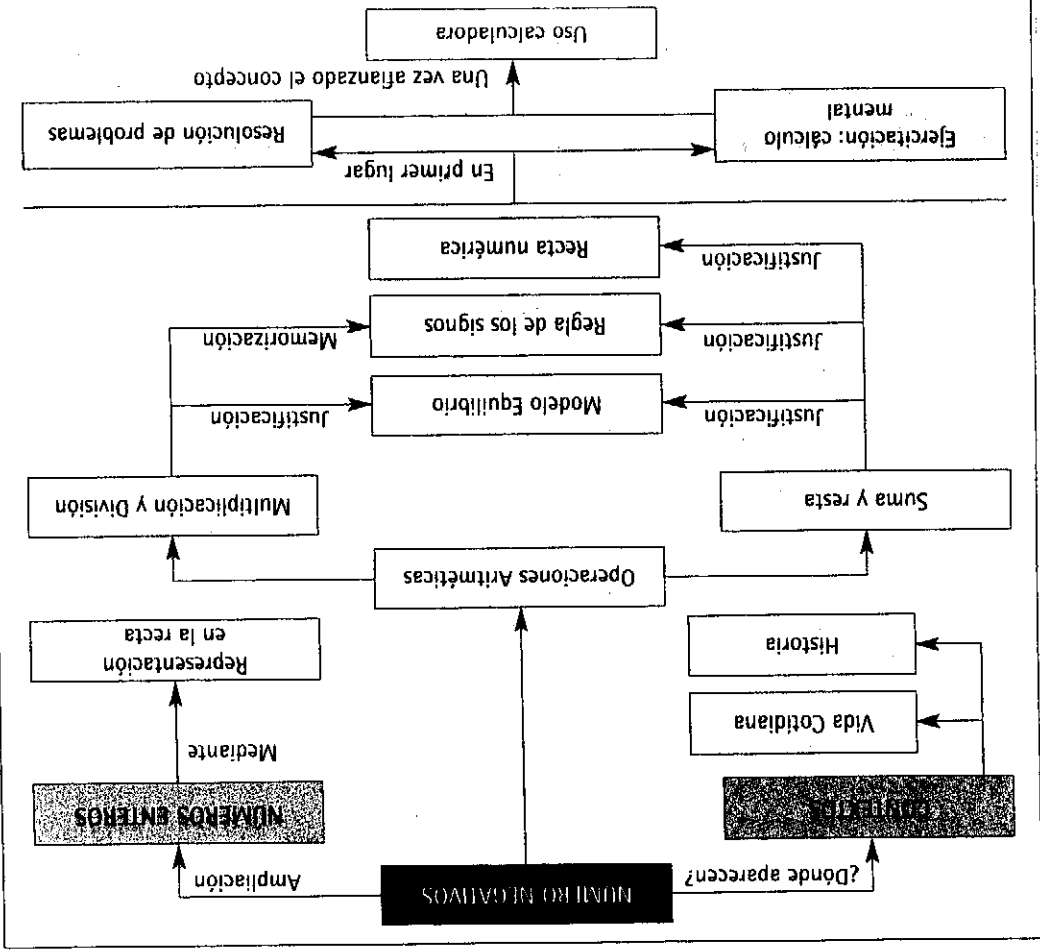 NUMERO NEGATIVOS
¿Dónde aparecen?
Ampliación
CONTEXTOS
NÚMEROS ENTEROS
Mediante
Vida Cotidiana
Historia
Representación
en la recta
Operaciones Aritméticas
Suma y resta
Multiplicación y División
Justificación
Modelo Equilibrio
Justificación
Justificación
Regla de los signos
Memorización
Justificación
Recta numérica
En primer lugar
Ejercitación: cálculo
mental
Resolución de problemas
Una vez afianzado el concepto
Uso calculadora